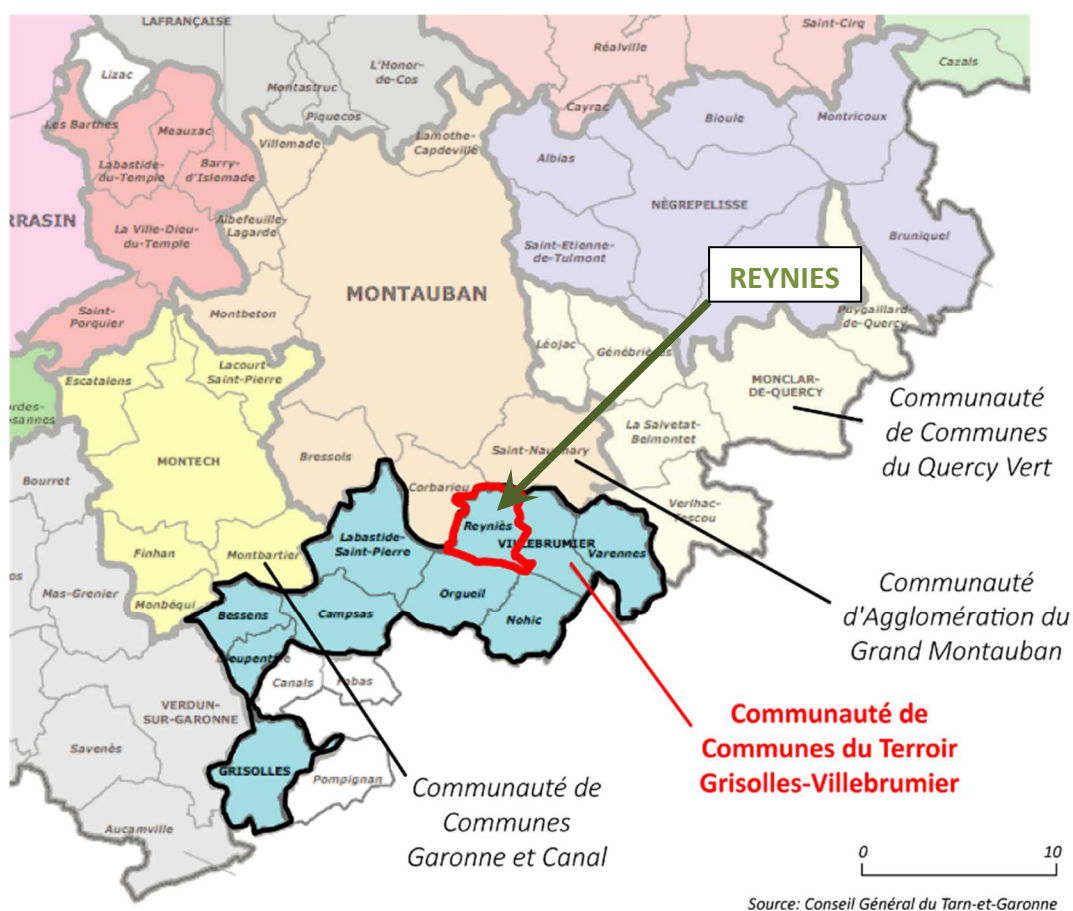 LAFRANÇAISE
Saint-Cirq
Réalville
Lizac
L'Honor-
de-Cos
Cazals
Montastruc
Cayrac
Piquecos
Bioule
Montricoux
Les Barthes
Meauzac
Villemade
Lamothe-
Capdeville
Labastide-
du-Temple
Barry-
d'Islemade
Albias
NÈGREPELISSE
RRASIN
La Ville-Dieu-
du-Temple
Albefeuille-
Lagarde
Saint-Etienne-
de-Tulmont
Bruniquel
REYNIES
MONTAUBAN
Saint-
Porquier
Montbeton
Puygaillard-
de-Quercy
Léojac
Génébrières
Escatalens
Lacourt-
Saint-Pierre
MONCLAR-
DE-QUERCY
ordes-
osannes
Communauté
de Communes
du Quercy Vert
La Salvetat-
Belmontet
MONTECH
Bressols
Saint-Nauphary
Bourret
Corbarieu
Verlhac-
Tescou
Reyniès
Labastide-
Saint-Pierre
VILLEBRUMIER
Varennes
Finhan
Montbartier
Mas-Grenier
Monbéqui
Orgueil
Communauté
d'Agglomération du
Grand Montauban
Bessens
Campsas
Nohic
Dieupentale
Canals
Fabas
VERDUN-
SUR-GARONNE
Communauté de
Communes du Terroir
Grisolles-Villebrumier
Savenès
GRISOLLES
Pompignan
Communauté de
Communes
Garonne et Canal
Aucamville
0 10
Source: Conseil Général du Tarn-et-Garonne